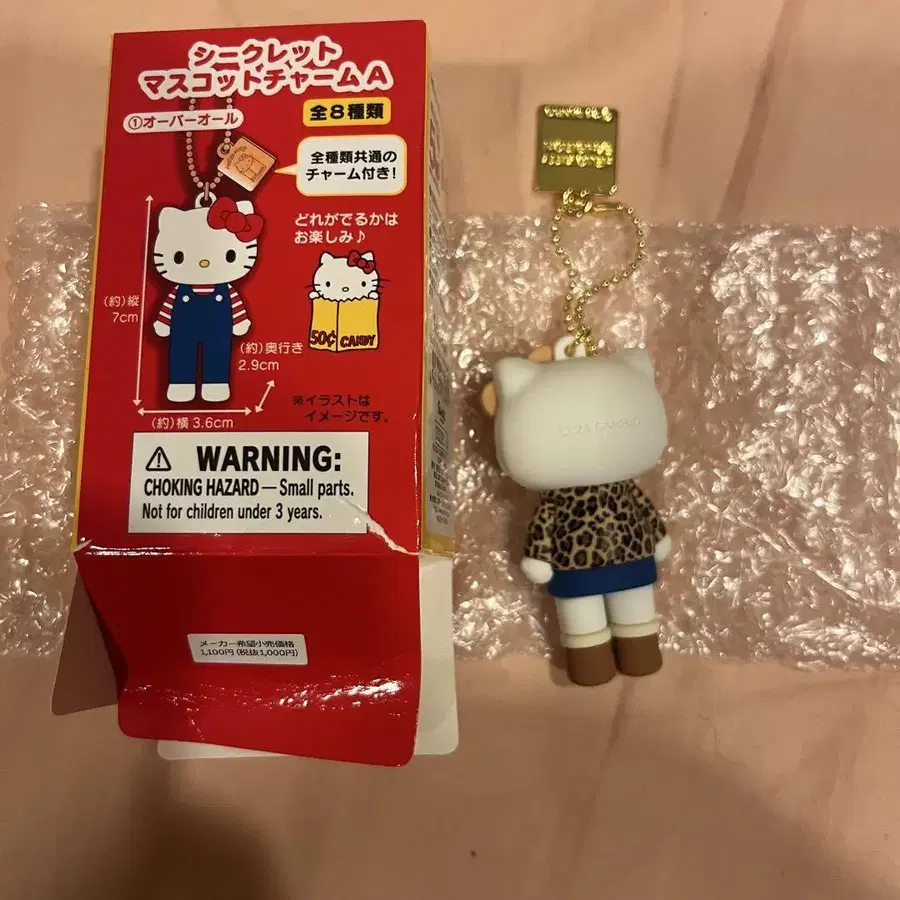 シークレット
マスコットチャームA
全8種類
①オーバーオール
全種類共通の
チャーム付き!
どれがでるかは
お楽しみ♪
(約)縦
7cm
50¢ CANDY
(約)奥行き
2.9cm
(約)横 3.6cm
※イラストは
イメージです。
WARNING:
CHOKING HAZARD — Small parts.
Not for children under 3 years.
メーカー希望小売価格
1,100円(税抜1,000円)